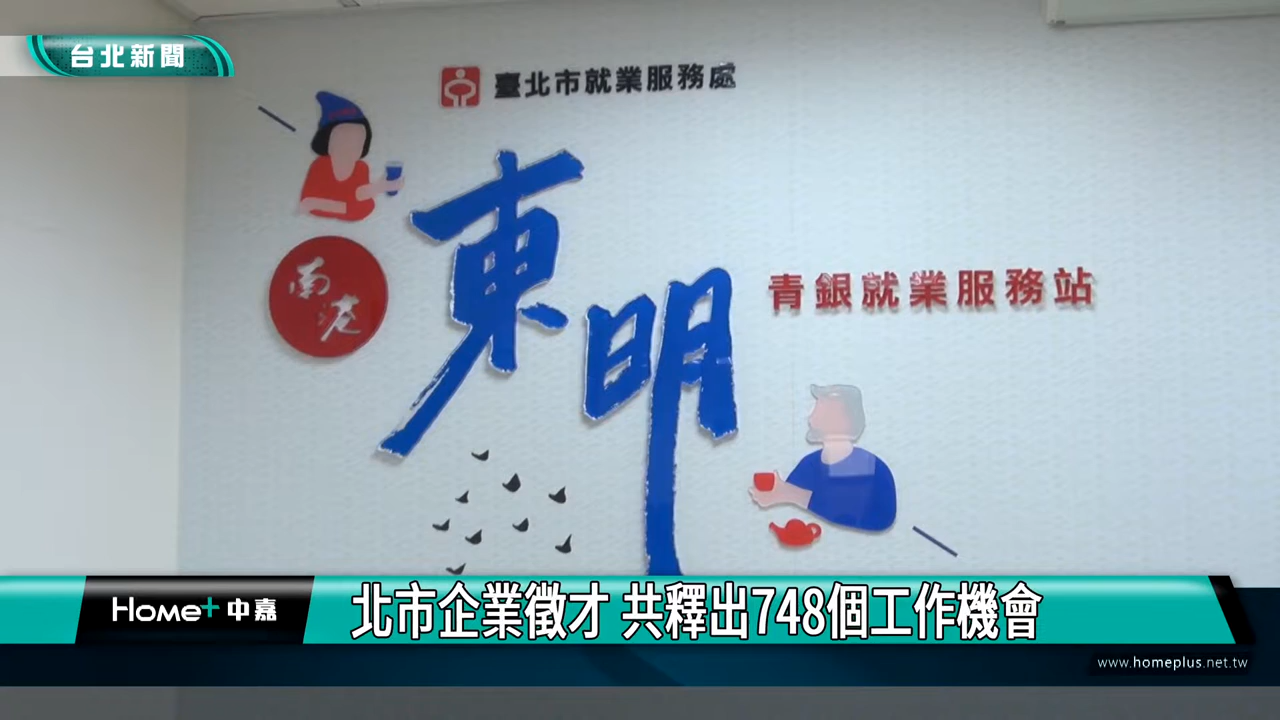 台北新聞
臺北市就業服務處
東明
南港
青銀就業服務站
Home+中嘉
北市企業徵才 共釋出748個工作機會
www.homeplus.net.tw